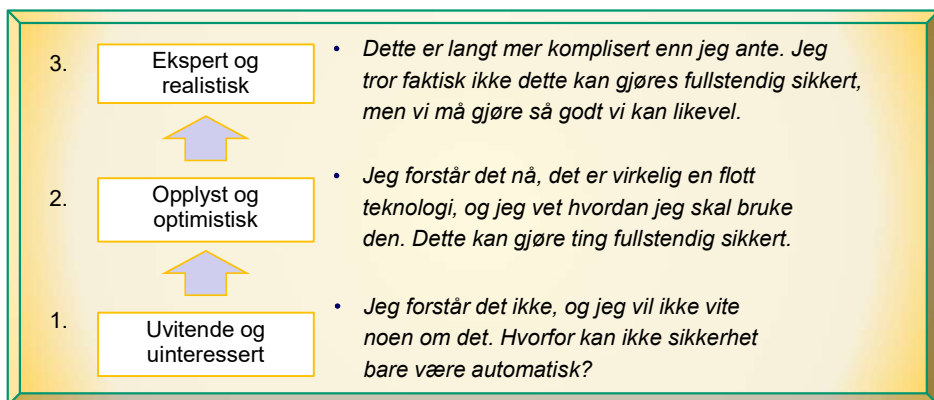 3.
Ekspert og
realistisk
• Dette er langt mer komplisert enn jeg ante. Jeg
tror faktisk ikke dette kan gjøres fullstendig sikkert,
men vi må gjøre så godt vi kan likevel.
2.
Opplyst og
optimistisk
• Jeg forstår det nå, det er virkelig en flott
teknologi, og jeg vet hvordan jeg skal bruke
den. Dette kan gjøre ting fullstendig sikkert.
1.
Uvitende og
uinteressert
• Jeg forstår det ikke, og jeg vil ikke vite
noen om det. Hvorfor kan ikke sikkerhet
bare være automatisk?